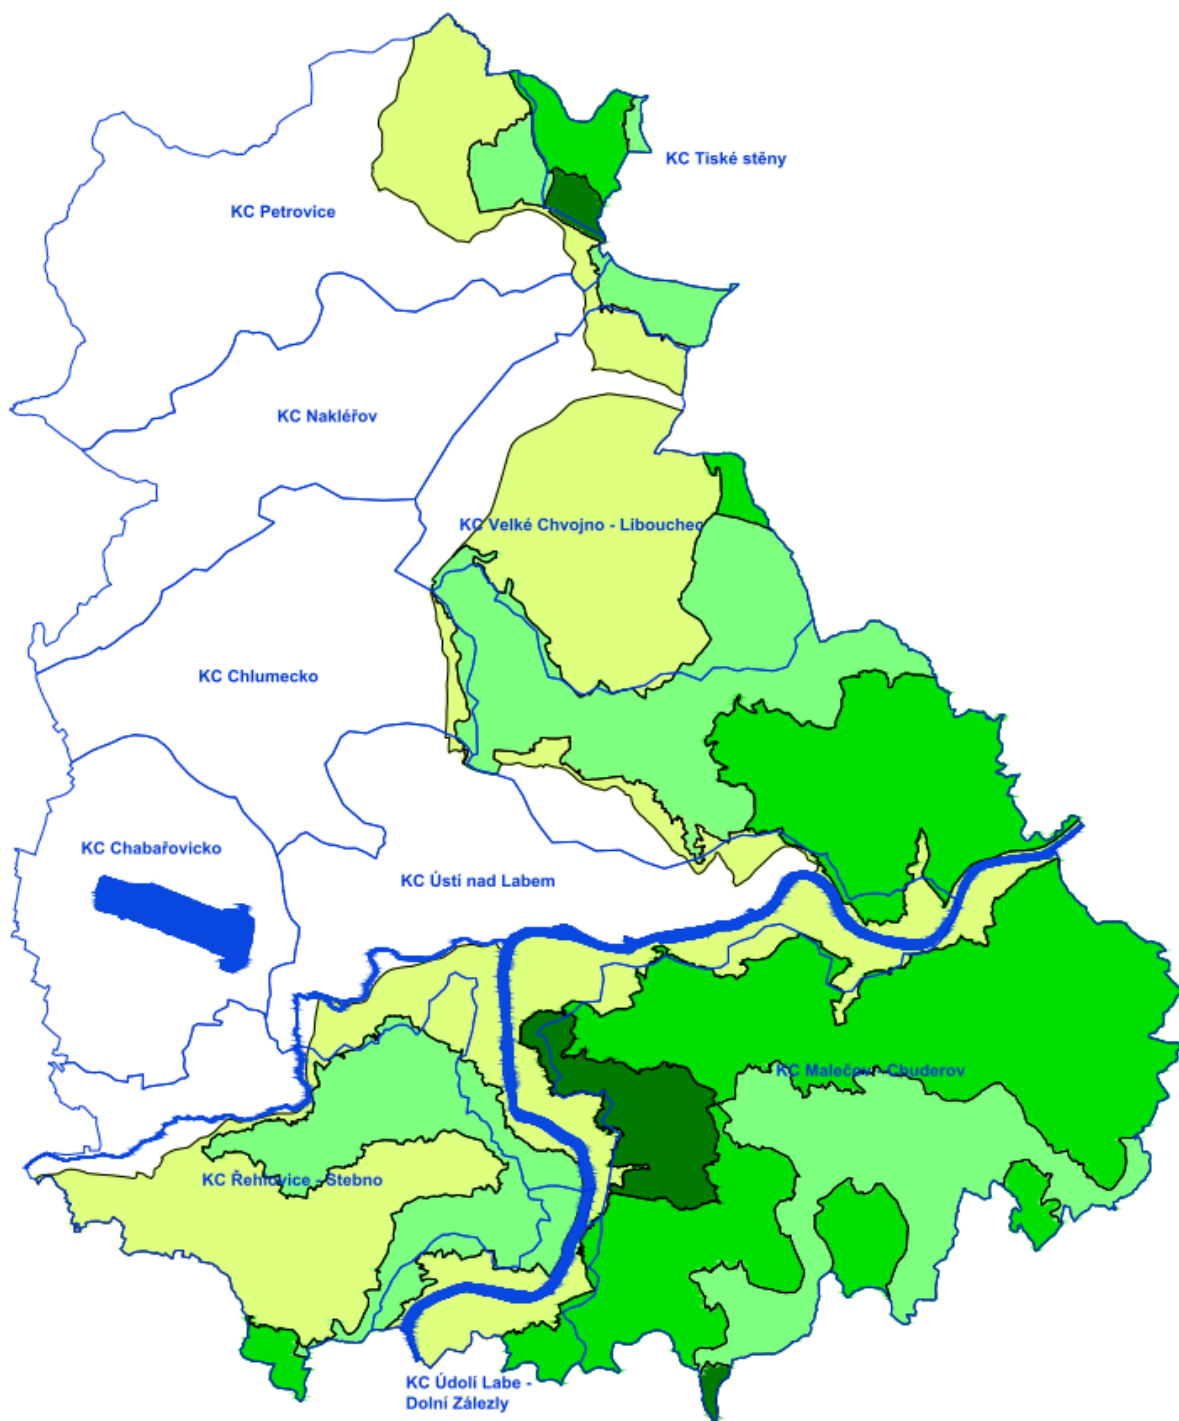 KC Tiské stěny
KC Petrovice
KC Nakléřov
KC Velké Chvojno - Libouchec
KC Chlumecko
KC Chabařovicko
KC Ústí nad Labem
KC Malečov - Chuderov
KC Řehlovice - Stebno
KC Údolí Labe -
Dolní Zálezly